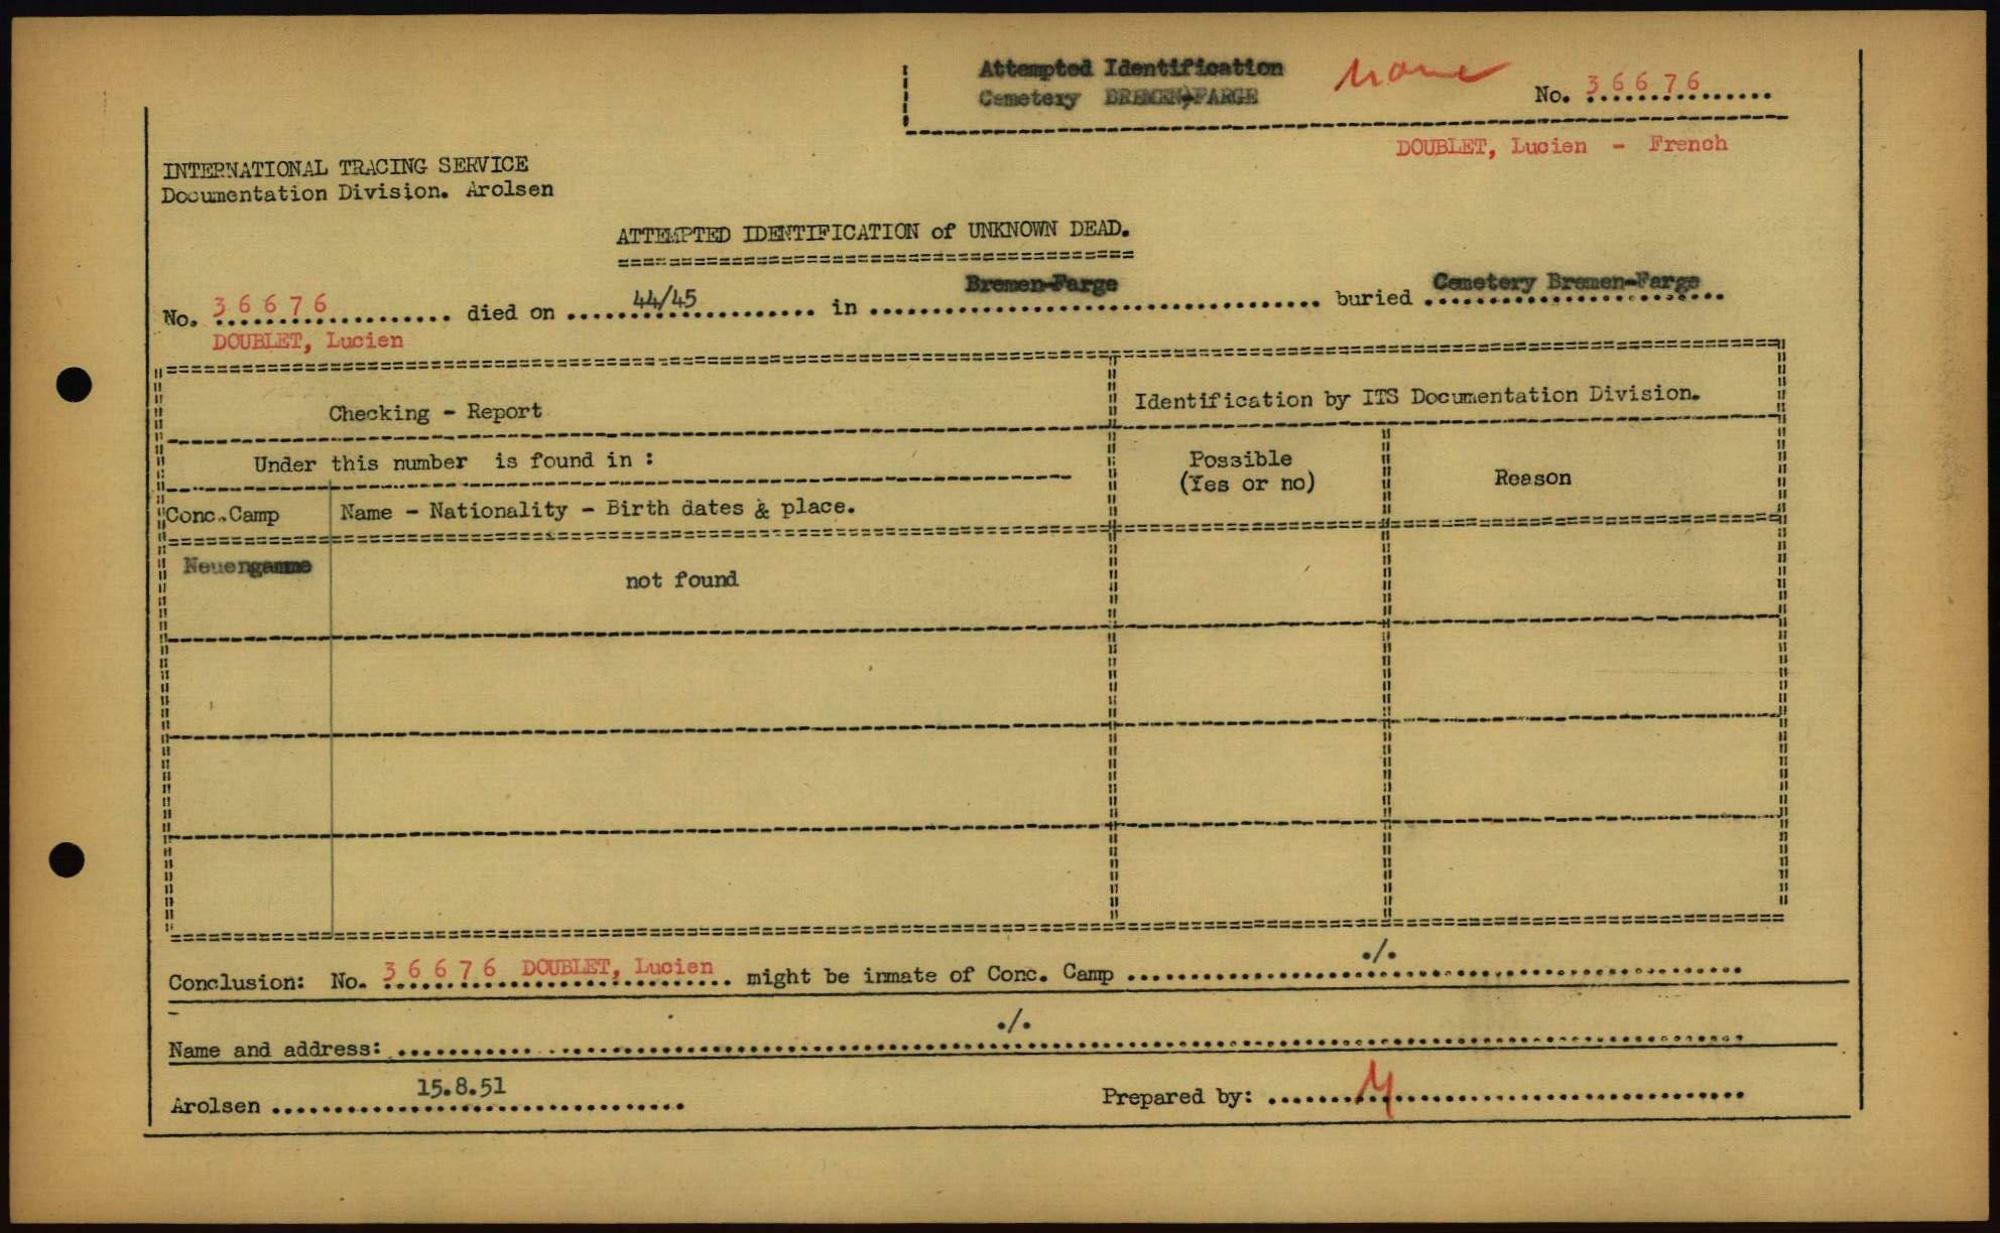 Attempted Identification
Cemetery BREMEN-FARGE
none
No. 36676
DOUBLET, Lucien - French
INTERNATIONAL TRACING SERVICE
Documentation Division. Arolsen
ATTEMPTED IDENTIFICATION of UNKNOWN DEAD.
No. 36676 died on 44/45 in Bremen-Farge buried Cemetery Bremen-Farge
DOUBLET, Lucien
Checking - Report
Identification by ITS Documentation Division.
Under this number is found in :
Possible
(Yes or no)
Reason
Conc. Camp
Name - Nationality - Birth dates & place.
Neuengamme
not found
Conclusion: No. 36676 DOUBLET, Lucien might be inmate of Conc. Camp ./.
Name and address: ./.
Arolsen 15.8.51
Prepared by: